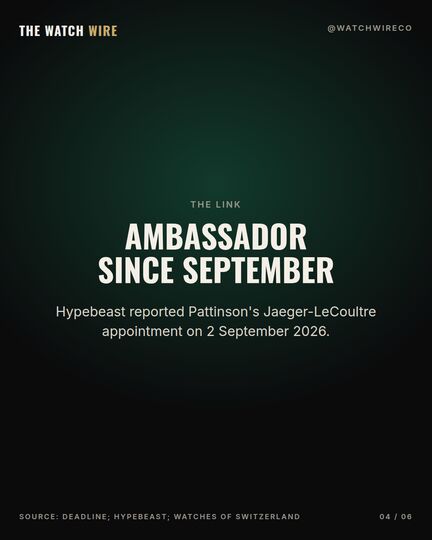 THE WATCH WIRE
@WATCHWIRECO
THE LINK
AMBASSADOR
SINCE SEPTEMBER
Hypebeast reported Pattinson's Jaeger-LeCoultre
appointment on 2 September 2026.
SOURCE: DEADLINE; HYPEBEAST; WATCHES OF SWITZERLAND
04 / 06